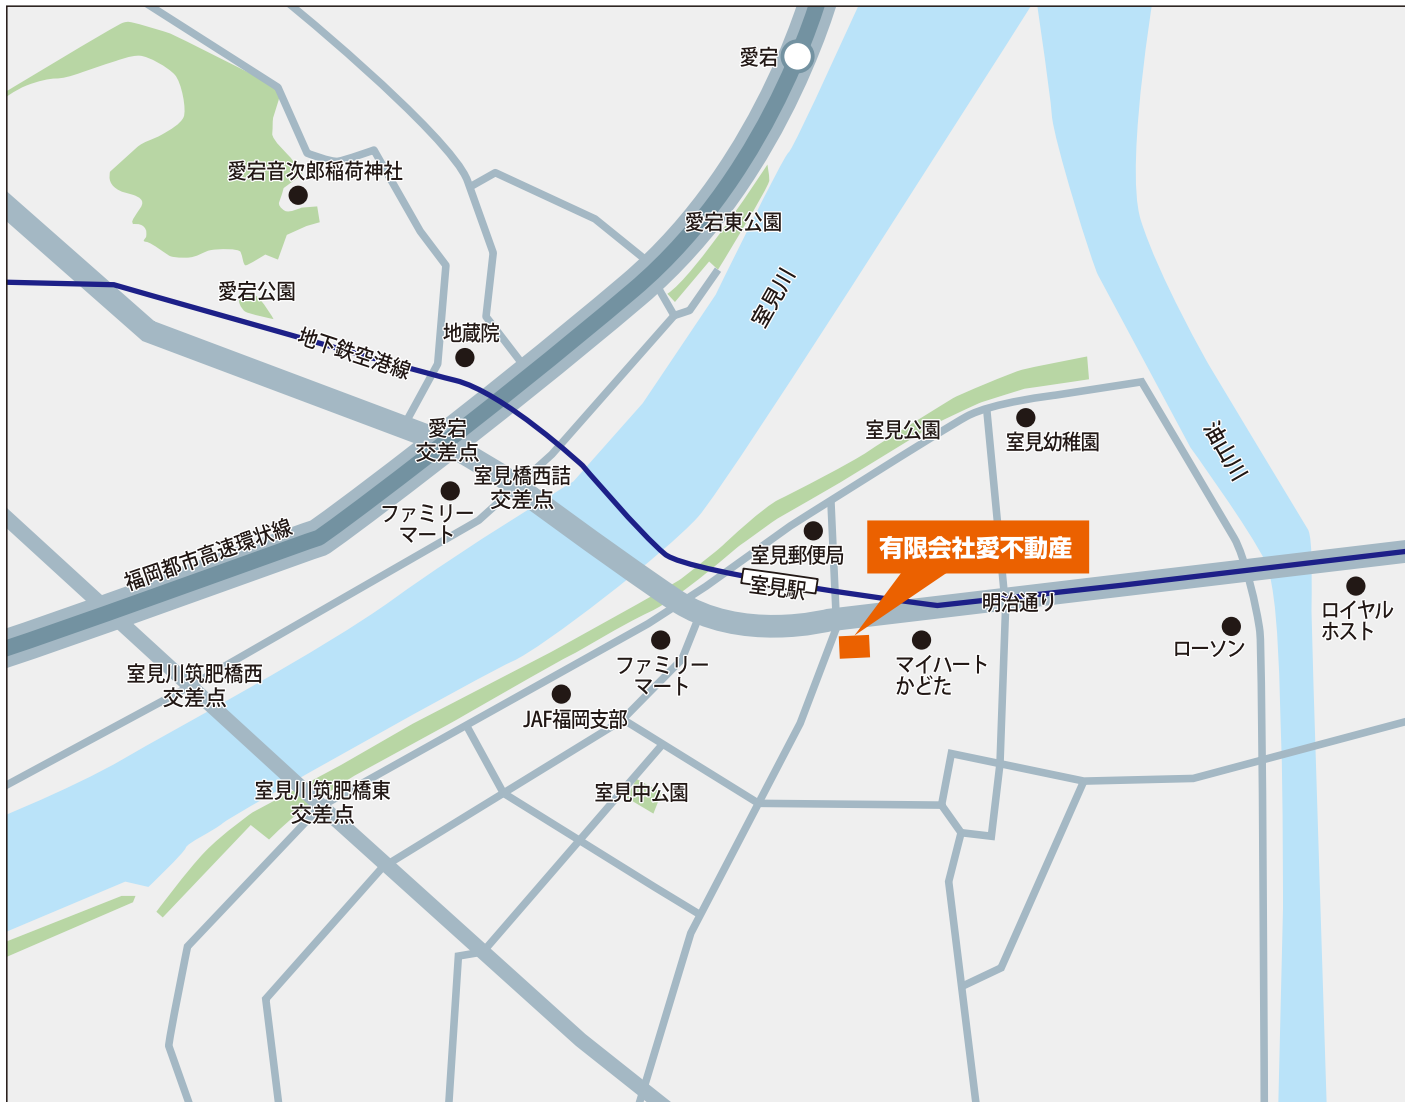 愛宕
愛宕音次郎稲荷神社
愛宕東公園
愛宕公園
室見川
地下鉄空港線
地蔵院
愛宕
交差点
室見公園
室見幼稚園
油山川
室見橋西詰
交差点
ファミリー
マート
福岡都市高速環状線
室見郵便局
有限会社愛不動産
室見駅
明治通り
ロイヤル
ホスト
ローソン
ファミリー
マート
マイハート
かどた
室見川筑肥橋西
交差点
JAF福岡支部
室見川筑肥橋東
交差点
室見中公園